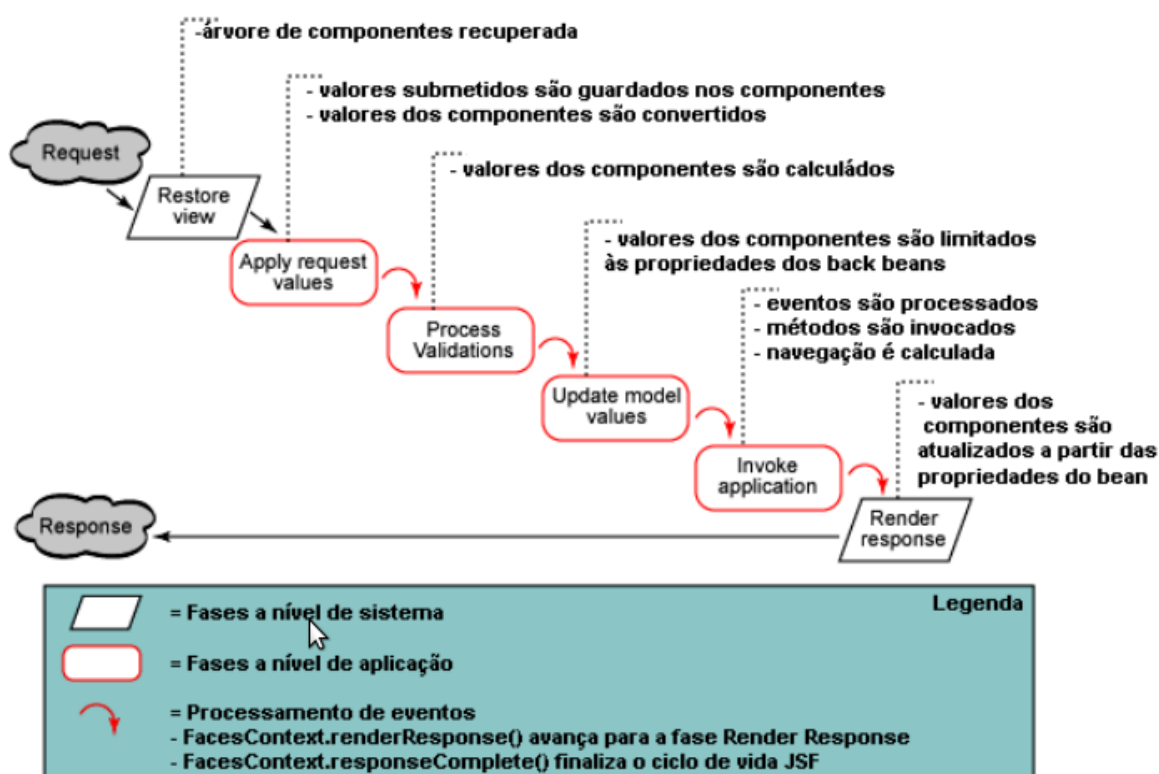 -árvore de componentes recuperada
- valores submetidos são guardados nos componentes
- valores dos componentes são convertidos
Request
- valores dos componentes são calculádos
Restore
view
- valores dos componentes são limitados
às propriedades dos back beans
Apply request
values
- eventos são processados
- métodos são invocados
- navegação é calculada
Process
Validations
Update model
values
- valores dos
componentes são
atualizados a partir das
propriedades do bean
Invoke
application
Response
Render
response
Legenda
= Fases a nível de sistema
= Fases a nível de aplicação
= Processamento de eventos
- FacesContext.renderResponse() avança para a fase Render Response
- FacesContext.responseComplete() finaliza o ciclo de vida JSF